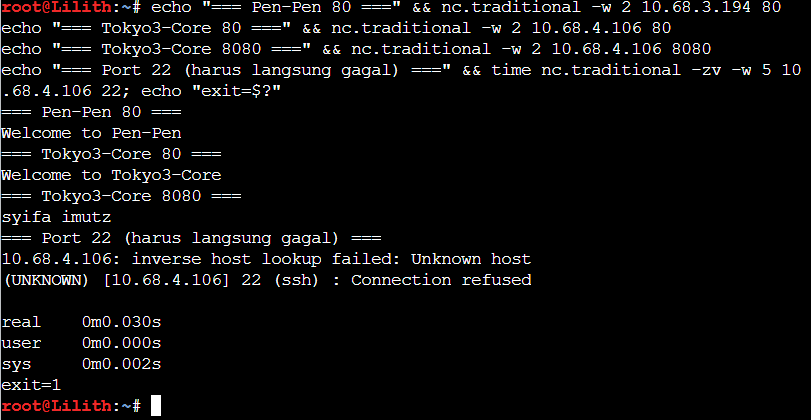 root@Lilith:~# echo "=== Pen-Pen 80 ===" && nc.traditional -w 2 10.68.3.194 80
echo "=== Tokyo3-Core 80 ===" && nc.traditional -w 2 10.68.4.106 80
echo "=== Tokyo3-Core 8080 ===" && nc.traditional -w 2 10.68.4.106 8080
echo "=== Port 22 (harus langsung gagal) ===" && time nc.traditional -zv -w 5 10
.68.4.106 22; echo "exit=$?"
=== Pen-Pen 80 ===
Welcome to Pen-Pen
=== Tokyo3-Core 80 ===
Welcome to Tokyo3-Core
=== Tokyo3-Core 8080 ===
syifa imutz
=== Port 22 (harus langsung gagal) ===
10.68.4.106: inverse host lookup failed: Unknown host
(UNKNOWN) [10.68.4.106] 22 (ssh) : Connection refused

real    0m0.030s
user    0m0.000s
sys     0m0.002s
exit=1
root@Lilith:~#